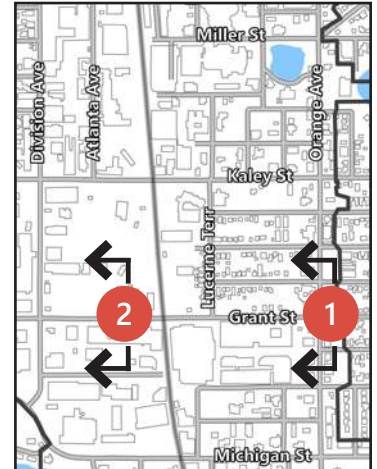 Miller St
Division Ave
Atlanta Ave
Orange Ave
Kaley St
Lucerne Terr
Grant St
2
1
Michigan St